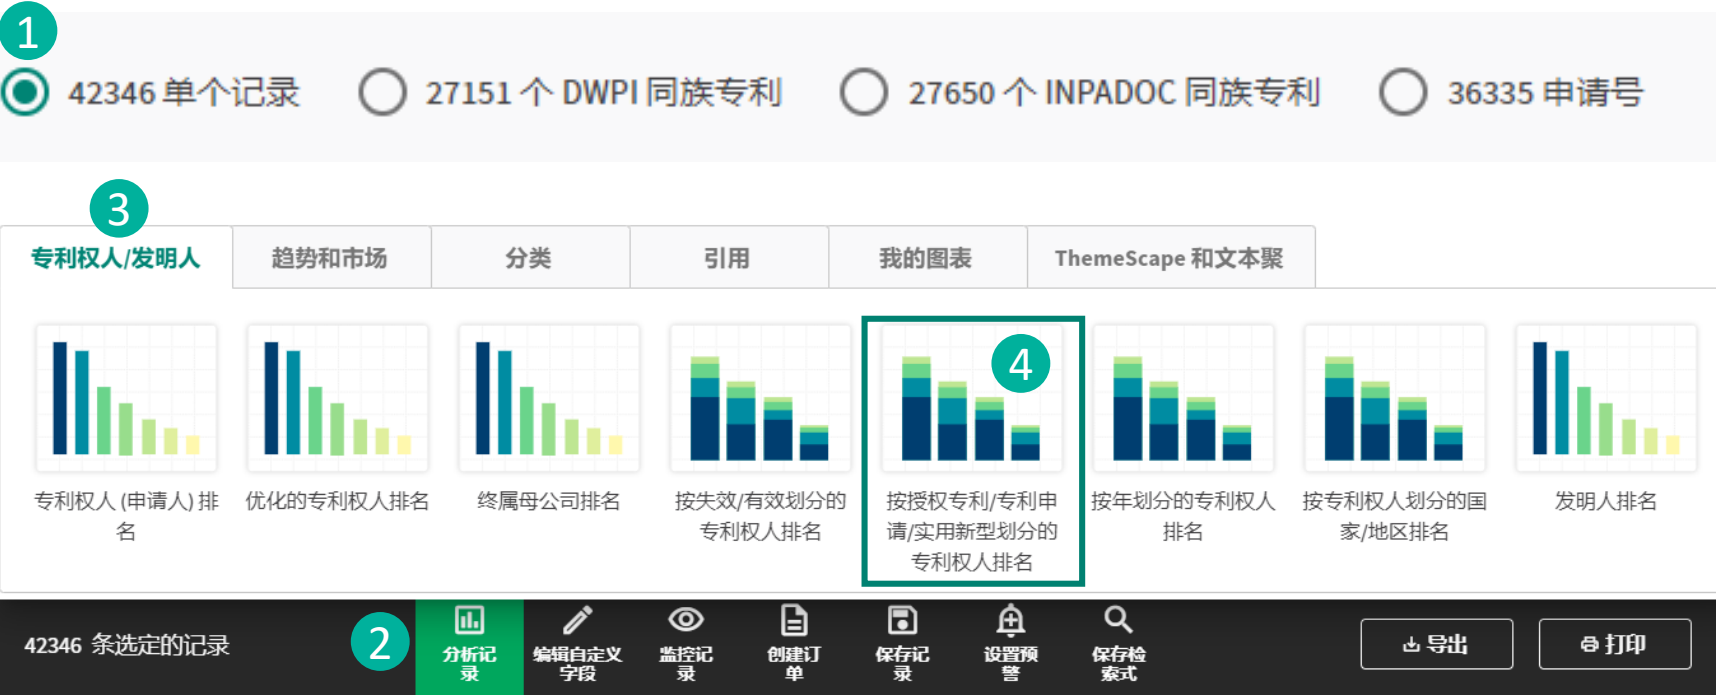 1
42346 单个记录
27151 个 DWPI 同族专利
27650 个 INPADOC 同族专利
36335 申请号
3
专利权人/发明人
趋势和市场
分类
引用
我的图表
ThemeScape 和文本聚
4
专利权人 (申请人) 排
名
优化的专利权人排名
终属母公司排名
按失效/有效划分的
专利权人排名
按授权专利/专利申
请/实用新型划分的
专利权人排名
按年划分的专利权人
排名
按专利权人划分的国
家/地区排名
发明人排名
42346 条选定的记录
2
分析记
录
编辑自定义
字段
监控记
录
创建订
单
保存记
录
设置预
警
保存检
索式
导出
打印